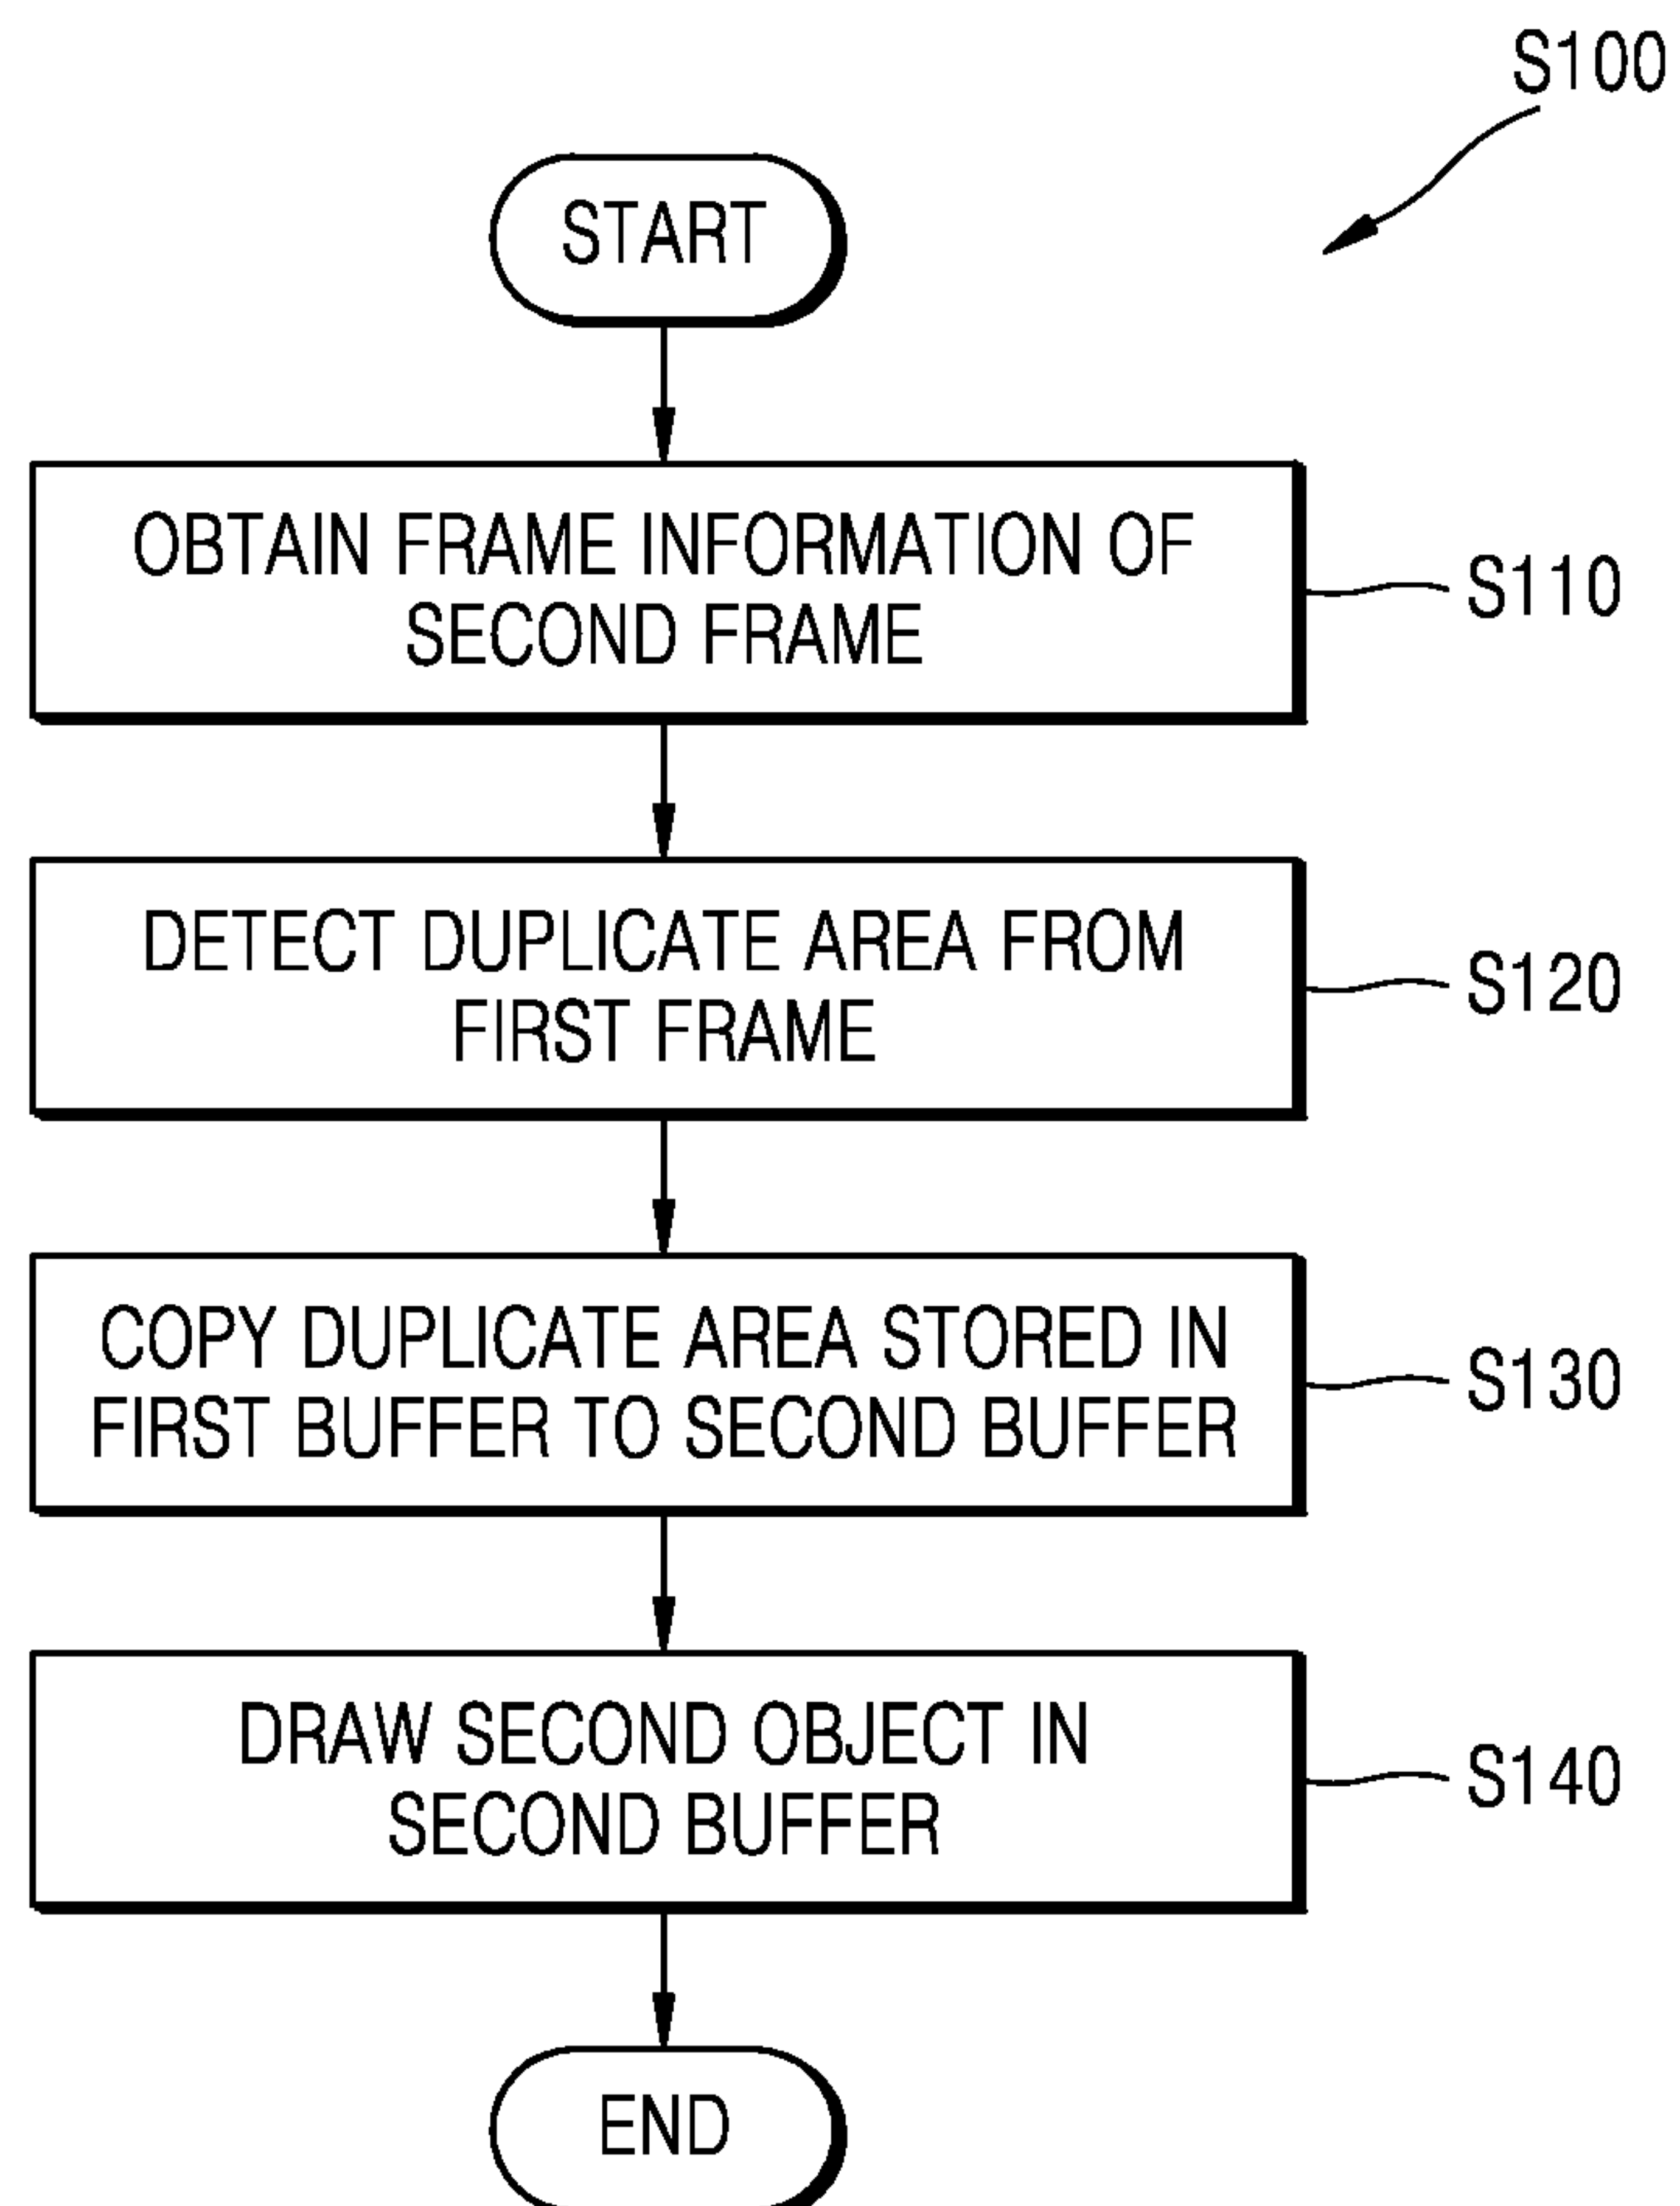 S100
START
OBTAIN FRAME INFORMATION OF
SECOND FRAME
S110
DETECT DUPLICATE AREA FROM
FIRST FRAME
S120
COPY DUPLICATE AREA STORED IN
FIRST BUFFER TO SECOND BUFFER
S130
DRAW SECOND OBJECT IN
SECOND BUFFER
S140
END